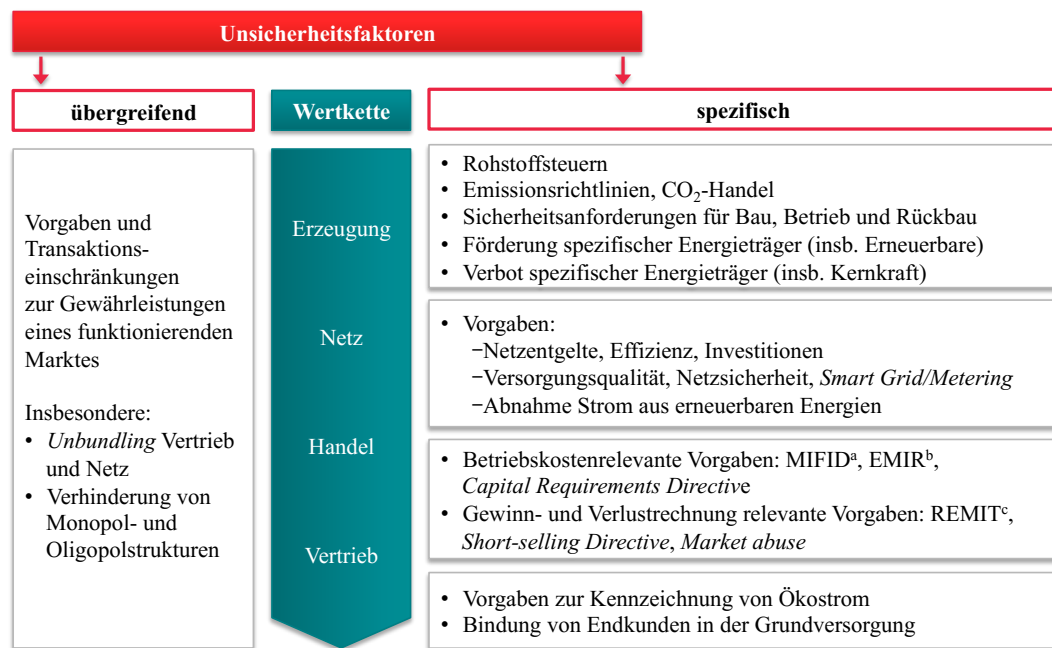 Unsicherheitsfaktoren
übergreifend
Wertkette
spezifisch
Vorgaben und
Transaktions-
einschränkungen
zur Gewährleistungen
eines funktionierenden
Marktes
Insbesondere:
• Unbundling Vertrieb
und Netz
• Verhinderung von
Monopol- und
Oligopolstrukturen
Erzeugung
Netz
Handel
Vertrieb
• Rohstoffsteuern
• Emissionsrichtlinien, CO₂-Handel
• Sicherheitsanforderungen für Bau, Betrieb und Rückbau
• Förderung spezifischer Energieträger (insb. Erneuerbare)
• Verbot spezifischer Energieträger (insb. Kernkraft)
• Vorgaben:
−Netzentgelte, Effizienz, Investitionen
−Versorgungsqualität, Netzsicherheit, Smart Grid/Metering
−Abnahme Strom aus erneuerbaren Energien
• Betriebskostenrelevante Vorgaben: MIFIDᵃ, EMIRᵇ,
Capital Requirements Directive
• Gewinn- und Verlustrechnung relevante Vorgaben: REMITᶜ,
Short-selling Directive, Market abuse
• Vorgaben zur Kennzeichnung von Ökostrom
• Bindung von Endkunden in der Grundversorgung